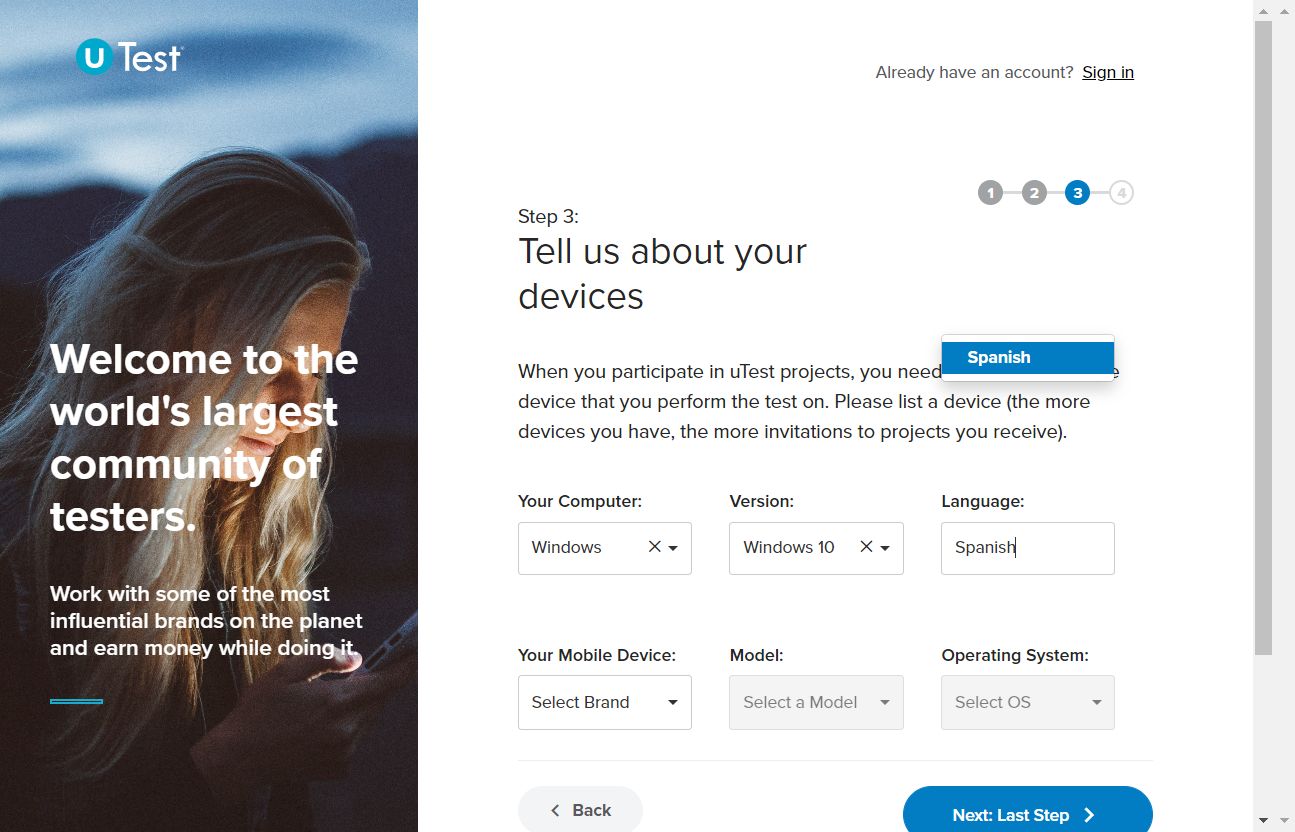 U Test
Already have an account? Sign in
1 2 3 4
Step 3:
Tell us about your
devices
Spanish
When you participate in uTest projects, you need
device that you perform the test on. Please list a device (the more
devices you have, the more invitations to projects you receive).
Your Computer: Version: Language:
Windows Windows 10 Spanish
Your Mobile Device: Model: Operating System:
Select Brand Select a Model Select OS
Back Next: Last Step
Welcome to the
world's largest
community of
testers.
Work with some of the most
influential brands on the planet
and earn money while doing it.